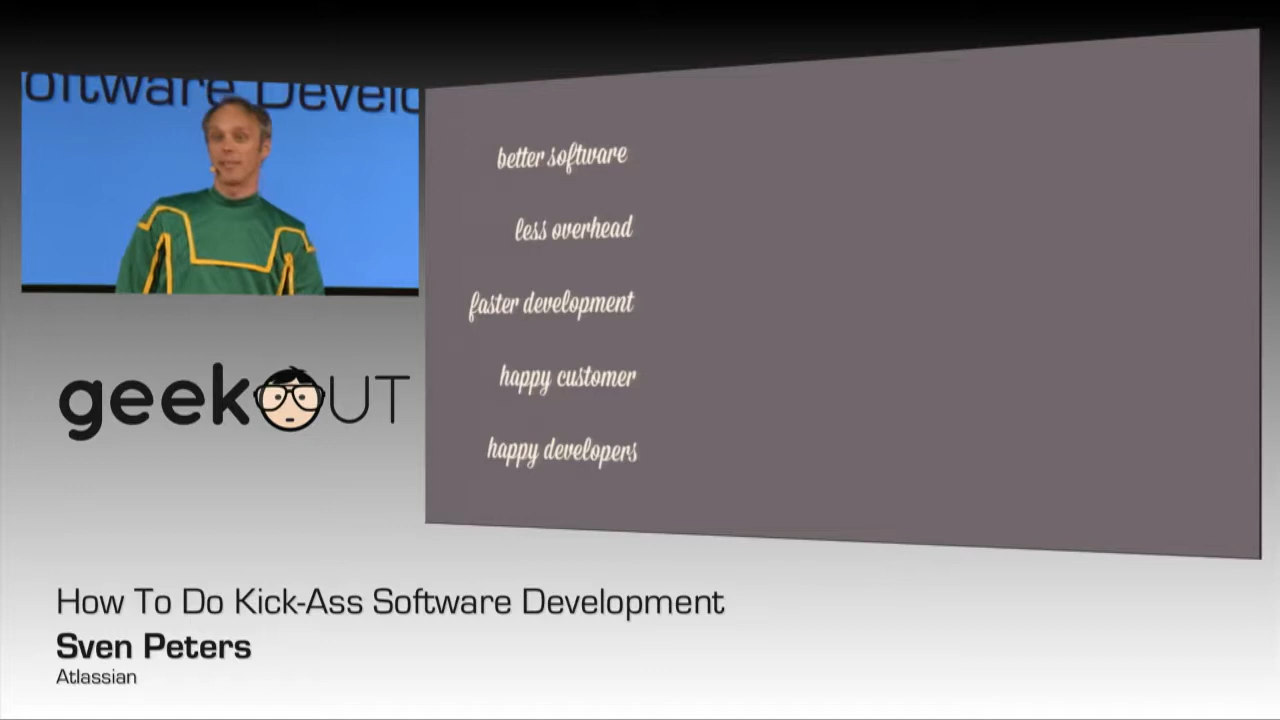 oftware Develo
better software
less overhead
faster development
happy customer
happy developers
geekOUT
How To Do Kick-Ass Software Development
Sven Peters
Atlassian